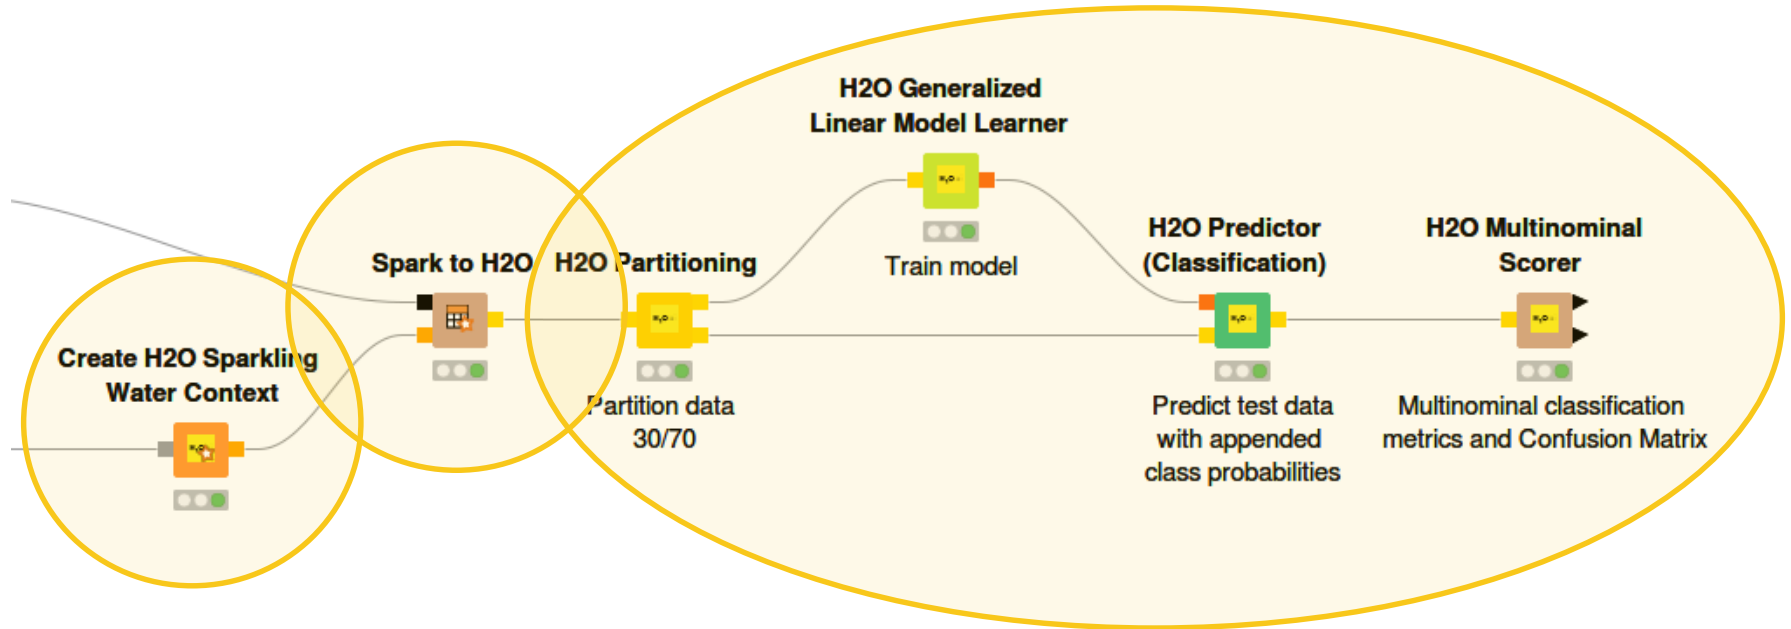 H2O Generalized
Linear Model Learner
Train model
Spark to H2O
H2O Partitioning
Partition data
30/70
Create H2O Sparkling
Water Context
H2O Predictor
(Classification)
Predict test data
with appended
class probabilities
H2O Multinominal
Scorer
Multinominal classification
metrics and Confusion Matrix